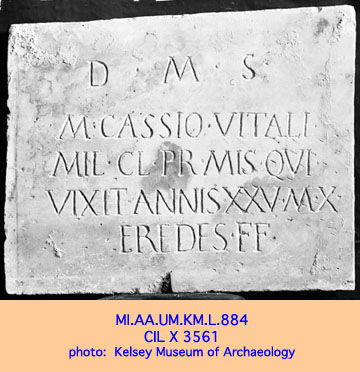 D M S
M·CASSIO·VITALI
MIL·CL·PR·MIS·QVI
VIXIT·ANNIS·XXV·M·X
EREDES·FF·
MI.AA.UM.KM.L.884
CIL X 3561
photo: Kelsey Museum of Archaeology